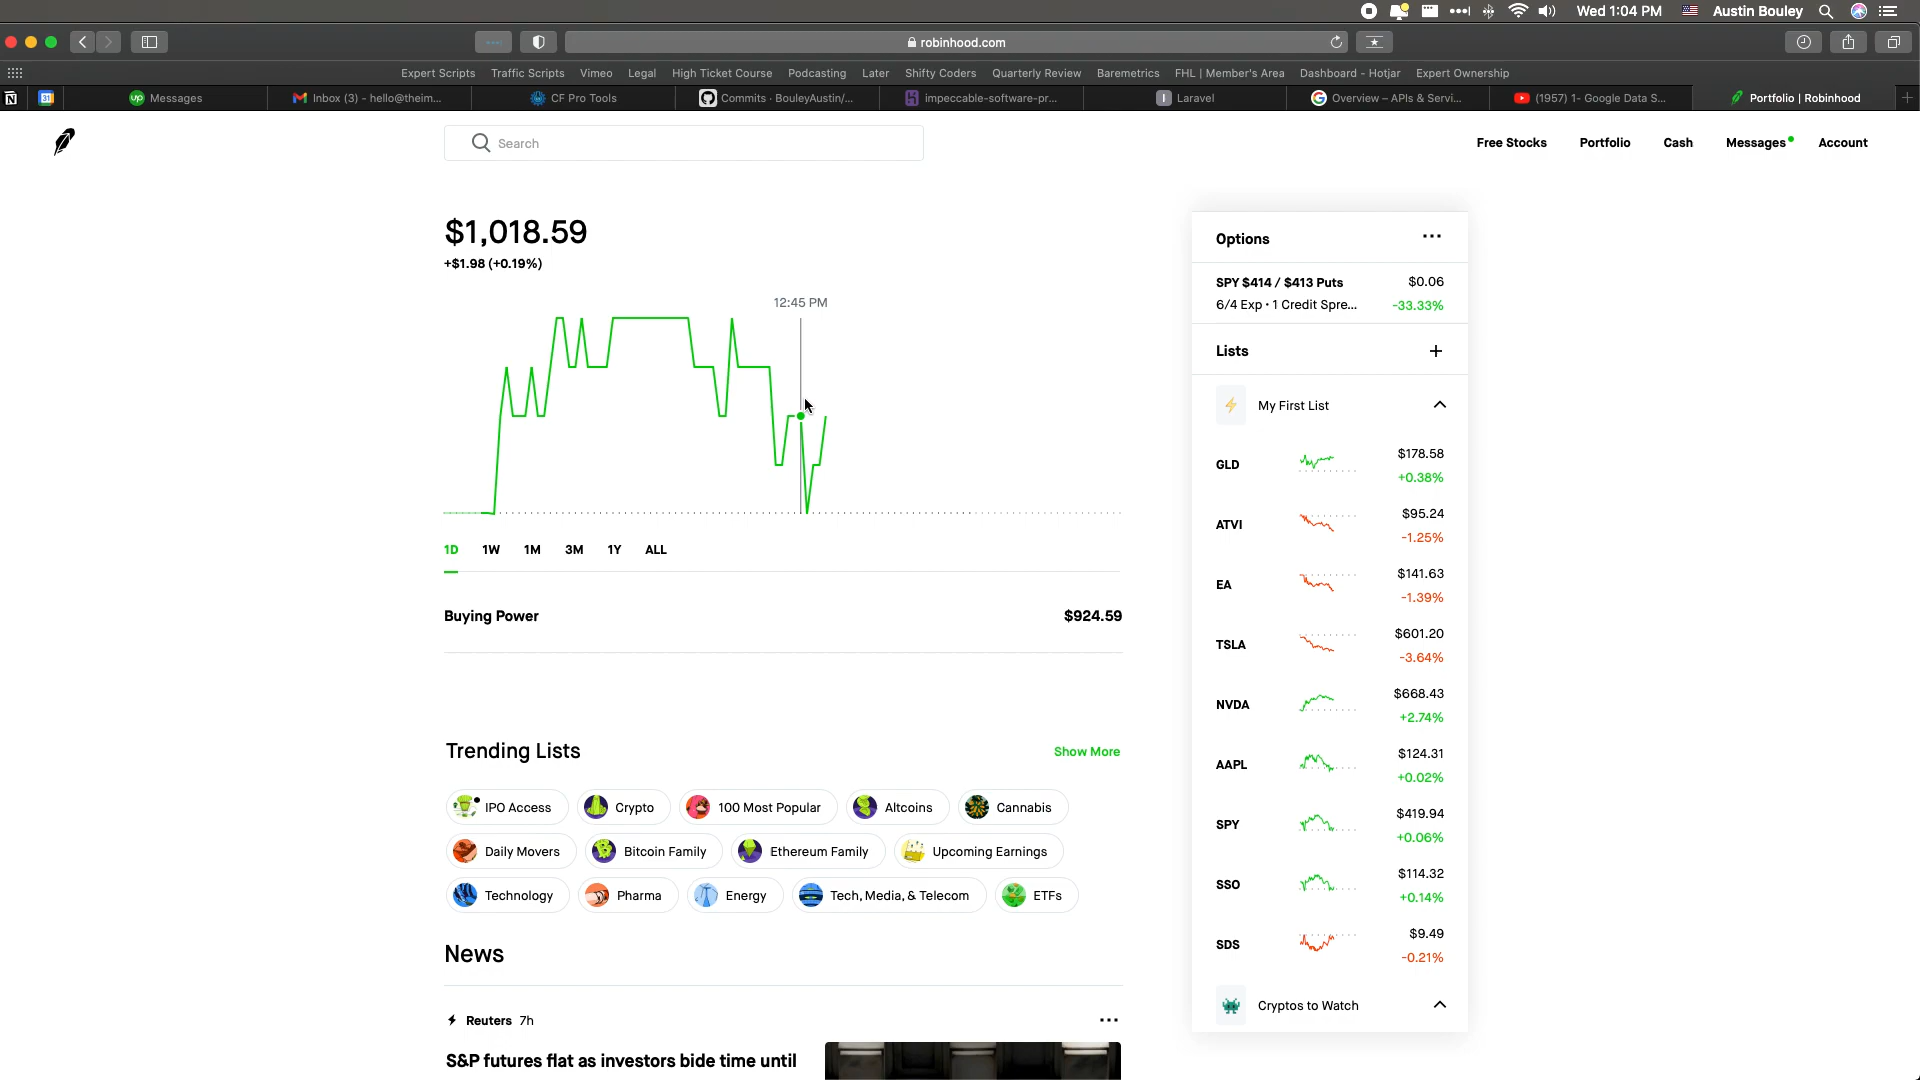 Wed 1:04 PM
Austin Bouley
robinhood.com
Expert Scripts
Traffic Scripts
Vimeo
Legal
High Ticket Course
Podcasting
Later
Shifty Coders
Quarterly Review
Baremetrics
FHL | Member's Area
Dashboard - Hotjar
Expert Ownership
31
up
Messages
Inbox (3) - hello@theim...
CF Pro Tools
Commits · BouleyAustin/...
impeccable-software-pr...
Laravel
Overview – APIs & Servi...
(1957) 1- Google Data S...
Portfolio | Robinhood
Search
Free Stocks
Portfolio
Cash
Messages
Account
$1,018.59
+$1.98 (+0.19%)
12:45 PM
1D
1W
1M
3M
1Y
ALL
Buying Power
$924.59
Trending Lists
Show More
IPO Access
Crypto
100 Most Popular
Altcoins
Cannabis
Daily Movers
Bitcoin Family
Ethereum Family
Upcoming Earnings
Technology
Pharma
Energy
Tech, Media, & Telecom
ETFs
News
Reuters 7h
S&P futures flat as investors bide time until
Options
SPY $414 / $413 Puts
$0.06
6/4 Exp · 1 Credit Spre...
-33.33%
Lists
My First List
GLD
$178.58
+0.38%
ATVI
$95.24
-1.25%
EA
$141.63
-1.39%
TSLA
$601.20
-3.64%
NVDA
$668.43
+2.74%
AAPL
$124.31
+0.02%
SPY
$419.94
+0.06%
SSO
$114.32
+0.14%
SDS
$9.49
-0.21%
Cryptos to Watch